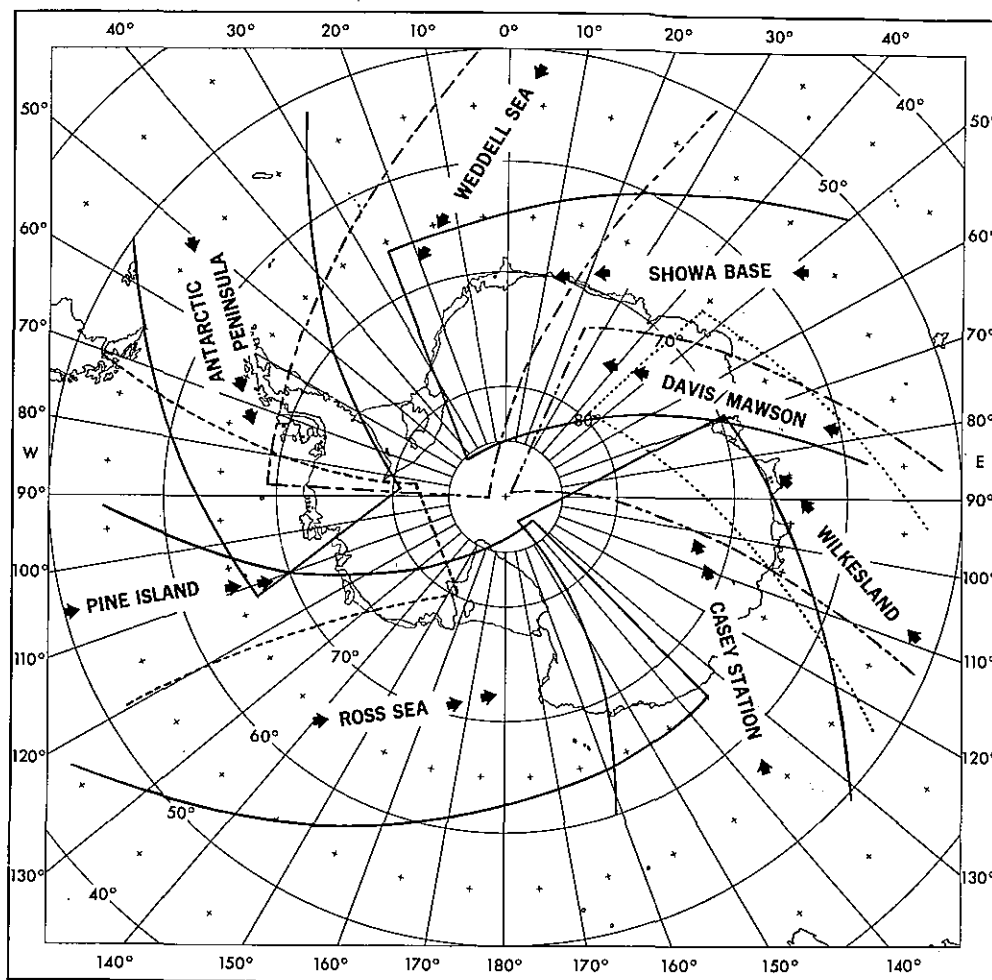 40° 30° 20° 10° 0° 10° 20° 30° 40°
50°
40°
50°
50°
60°
60°
70°
70°
80°
80°
W
E
90°
90°
100°
100°
110°
110°
120°
120°
130°
130°
140° 150° 160° 170° 180° 170° 160° 150° 140°
WEDDELL SEA
SHOWA BASE
ANTARCTIC
PENINSULA
70°
DAVIS/MAWSON
80°
WILKESLAND
PINE ISLAND
CASEY STATION
70°
ROSS SEA
60°
50°
40°